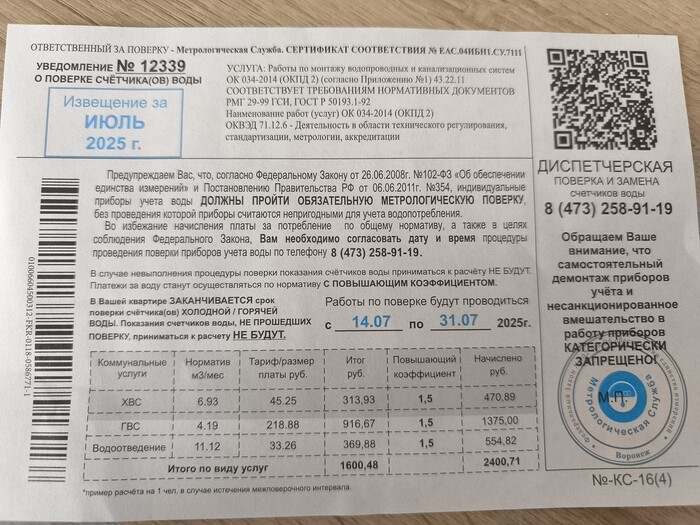 ОТВЕТСТВЕННЫЙ ЗА ПОВЕРКУ - Метрологическая Служба. СЕРТИФИКАТ СООТВЕТСТВИЯ № ЕАС.04ИБН1.СУ.7111
УВЕДОМЛЕНИЕ № 12339
О ПОВЕРКЕ СЧЁТЧИКА(ОВ) ВОДЫ
Извещение за
ИЮЛЬ
2025 г.
УСЛУГА: Работы по монтажу водопроводных и канализационных систем
ОК 034-2014 (ОКПД 2) (согласно Приложению №1) 43.22.11
СООТВЕТСТВУЕТ ТРЕБОВАНИЯМ НОРМАТИВНЫХ ДОКУМЕНТОВ
РМГ 29-99 ГСИ, ГОСТ Р 50193.1-92
Наименование работ (услуг) ОК 034-2014 (ОКПД 2)
ОКВЭД 71.12.6 - Деятельность в области технического регулирования,
стандартизации, метрологии, аккредитации
Предупреждаем Вас, что, согласно Федеральному Закону от 26.06.2008г. №102-ФЗ «Об обеспечении
единства измерений» и Постановлению Правительства РФ от 06.06.2011г. №354, индивидуальные
приборы учета воды ДОЛЖНЫ ПРОЙТИ ОБЯЗАТЕЛЬНУЮ МЕТРОЛОГИЧЕСКУЮ ПОВЕРКУ,
без проведения которой приборы считаются непригодными для учета водопотребления.
Во избежание начисления платы за потребление по общему нормативу, а также в целях
соблюдения Федерального Закона, Вам необходимо согласовать дату и время процедуры
проведения поверки приборов учета воды по телефону 8 (473) 258-91-19.
В случае невыполнения процедуры поверки показания счётчиков воды приниматься к расчёту НЕ БУДУТ.
Платежи за воду станут осуществляться по нормативу С ПОВЫШАЮЩИМ КОЭФФИЦИЕНТОМ.
В Вашей квартире ЗАКАНЧИВАЕТСЯ срок
поверки счётчика(ов) ХОЛОДНОЙ / ГОРЯЧЕЙ
ВОДЫ. Показания счетчиков воды, НЕ ПРОШЕДШИХ
ПОВЕРКУ, приниматься к расчету НЕ БУДУТ.
Работы по поверке будут проводиться
с 14.07 по 31.07 2025г.
Коммунальные услуги Норматив м3/мес Тариф/размер платы руб. Итог руб. Повышающий коэффициент Начислено руб.
ХВС 6.93 45.25 313,93 1,5 470,89
ГВС 4.19 218.88 916,67 1,5 1375,00
Водоотведение 11.12 33.26 369,88 1,5 554,82
Итого по виду услуг 1600,48 2400,71
*пример расчёта на 1 чел. в случае истечения межповерочного интервала.
0100604500312-FKR-0118-0586771-1
ДИСПЕТЧЕРСКАЯ
ПОВЕРКА И ЗАМЕНА
счетчиков воды
8 (473) 258-91-19
Обращаем Ваше
внимание, что
самостоятельный
демонтаж приборов
учёта и
несанкционированное
вмешательство в
работу приборов
КАТЕГОРИЧЕСКИ
ЗАПРЕЩЕНО!
М.П.
Метрологическая Служба
Воронеж
№-КС-16(4)